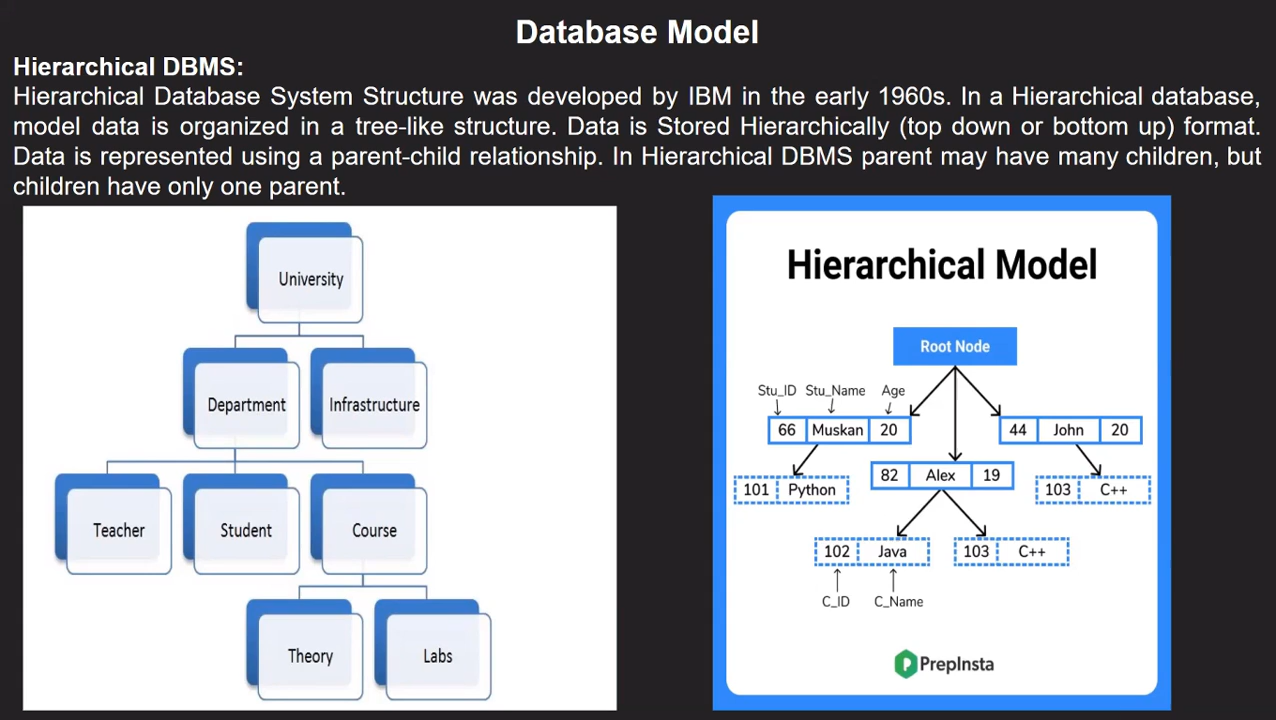 Database Model
Hierarchical DBMS:
Hierarchical Database System Structure was developed by IBM in the early 1960s. In a Hierarchical database,
model data is organized in a tree-like structure. Data is Stored Hierarchically (top down or bottom up) format.
Data is represented using a parent-child relationship. In Hierarchical DBMS parent may have many children, but
children have only one parent.
University
Department
Infrastructure
Teacher
Student
Course
Theory
Labs
Hierarchical Model
Root Node
Stu_ID Stu_Name Age
66 Muskan 20
44 John 20
82 Alex 19
101 Python
103 C++
102 Java
103 C++
C_ID C_Name
PrepInsta